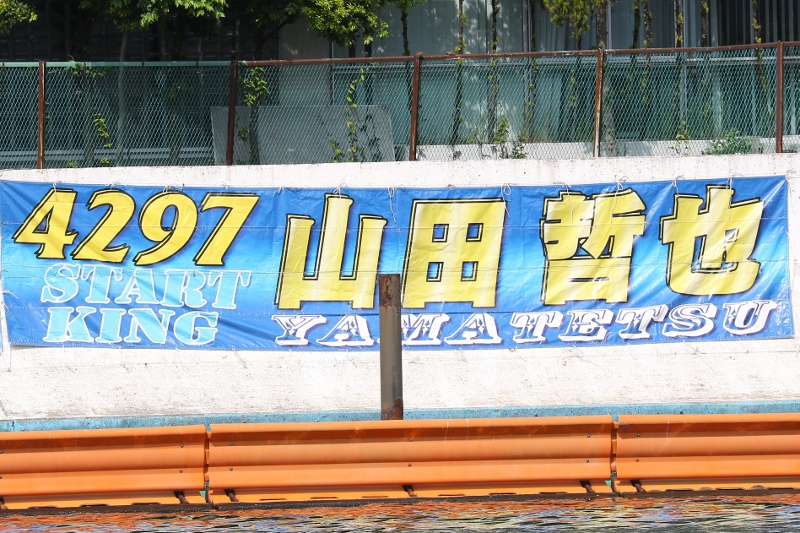 4297 山田哲也
START
KING YAMATETSU